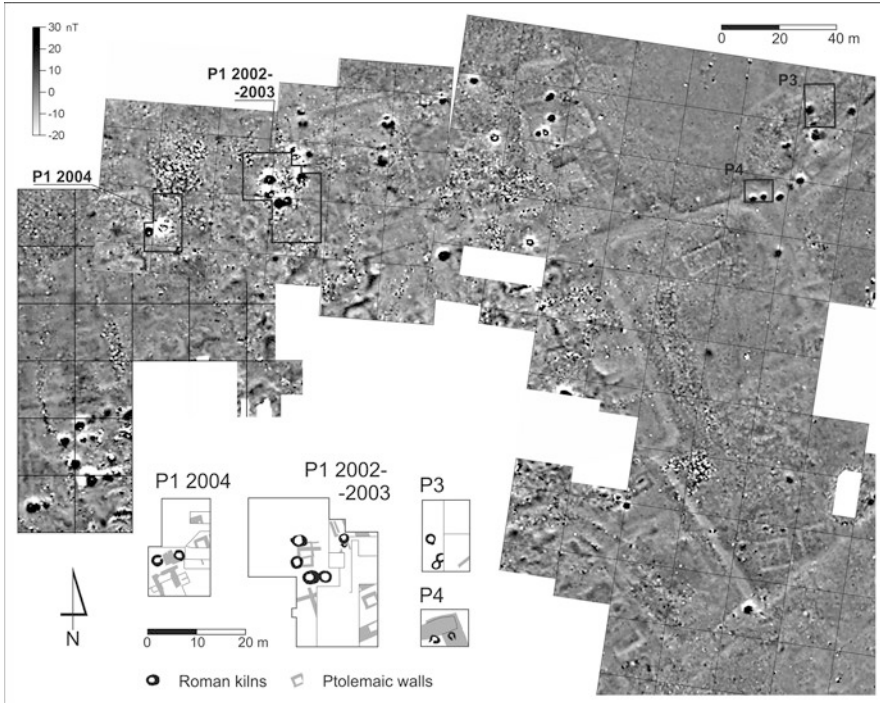 30 nT
20
10
0
-10
-20
0 20 40 m
P1 2002-
-2003
P3
P1 2004
P4
P1 2004
P1 2002-
-2003
P3
P4
N
0 10 20 m
Roman kilns
Ptolemaic walls